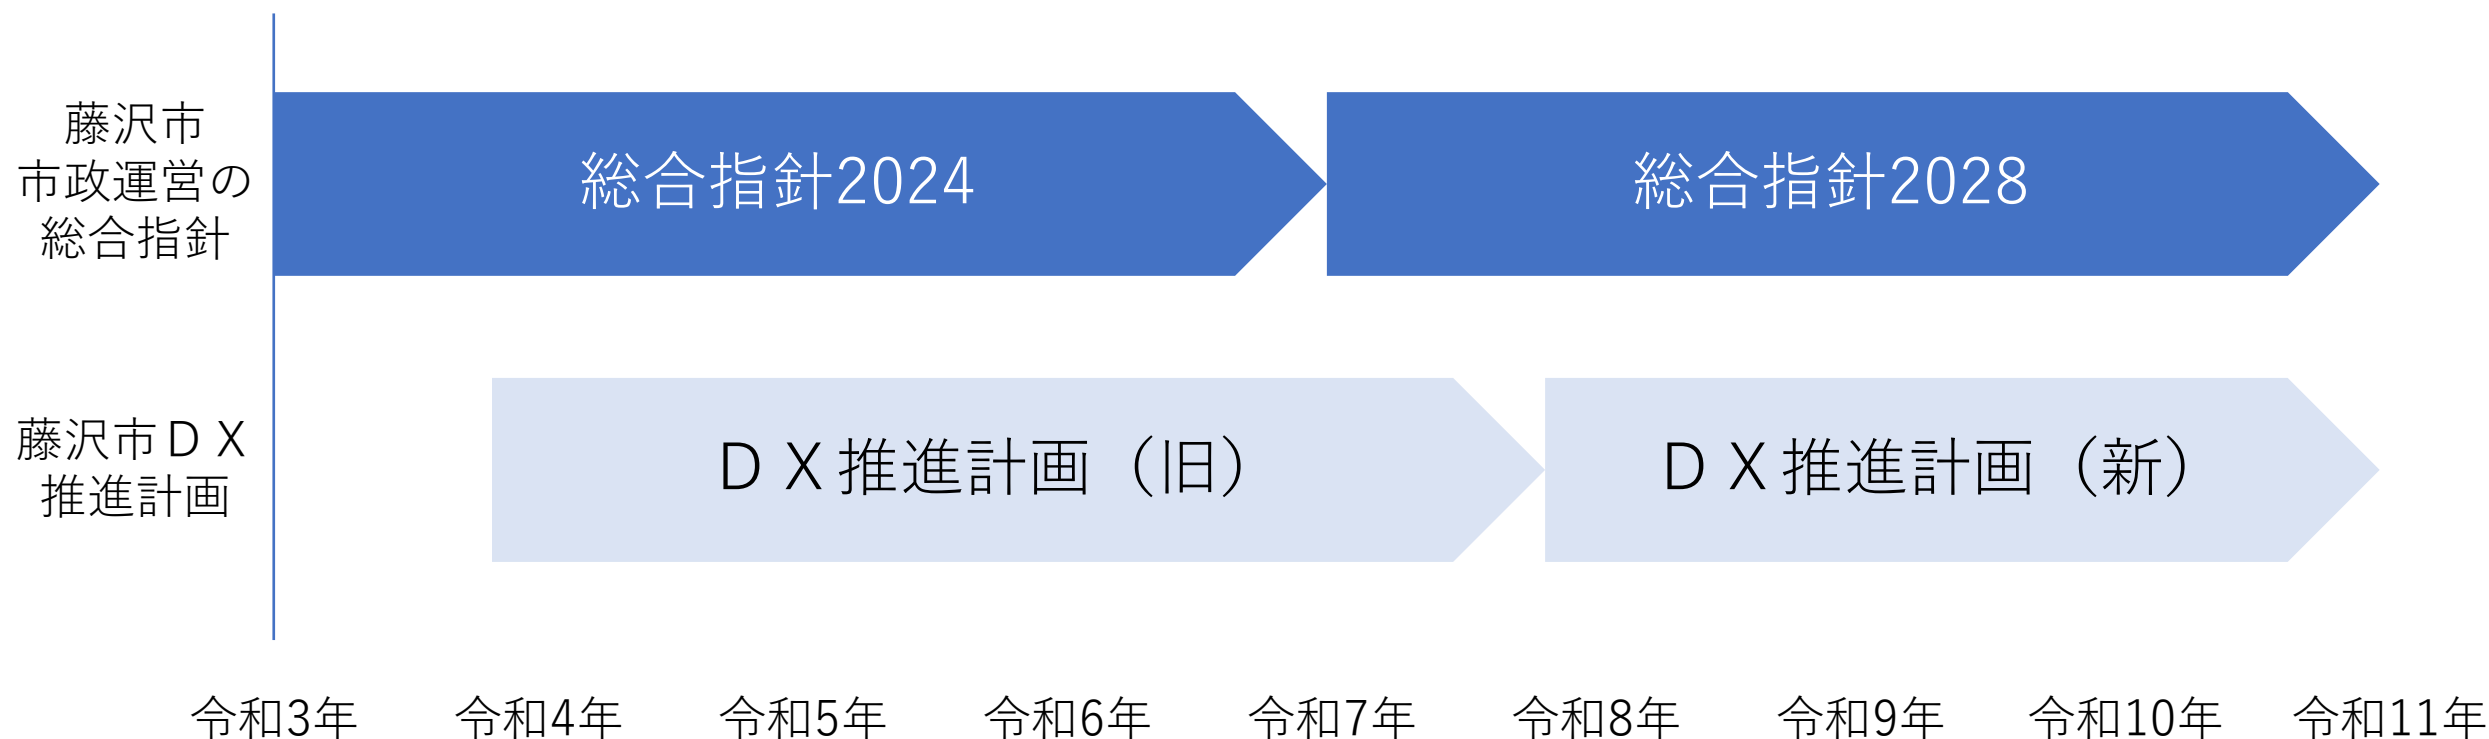 藤沢市
市政運営の
総合指針
総合指針2024
総合指針2028
藤沢市ＤＸ
推進計画
ＤＸ推進計画（旧）
ＤＸ推進計画（新）
令和3年
令和4年
令和5年
令和6年
令和7年
令和8年
令和9年
令和10年
令和11年